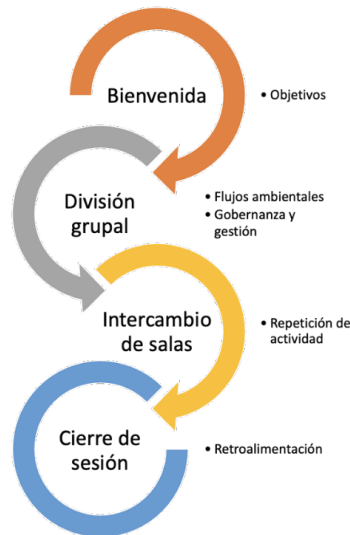 Bienvenida
• Objetivos
División
grupal
• Flujos ambientales
• Gobernanza y
gestión
Intercambio
de salas
• Repetición de
actividad
Cierre de
sesión
• Retroalimentación